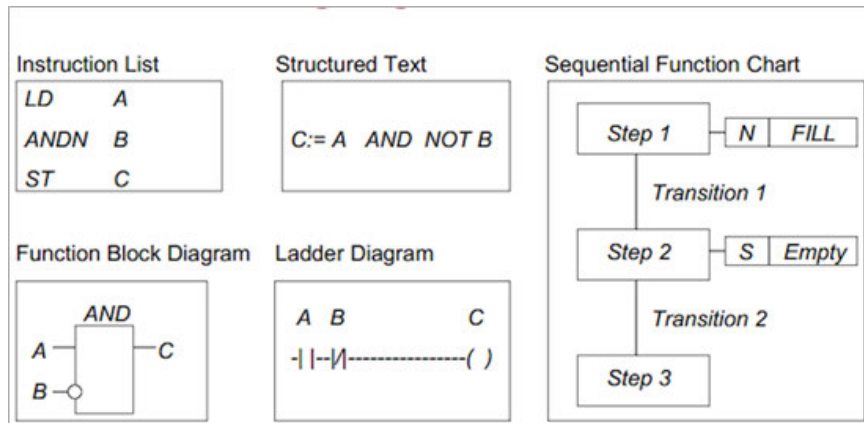 Instruction List
LD A
ANDN B
ST C
Structured Text
C:= A AND NOT B
Sequential Function Chart
Step 1 N FILL
Transition 1
Step 2 S Empty
Transition 2
Step 3
Function Block Diagram
AND
A C
B
Ladder Diagram
A B C
-| |--|/|----------------( )